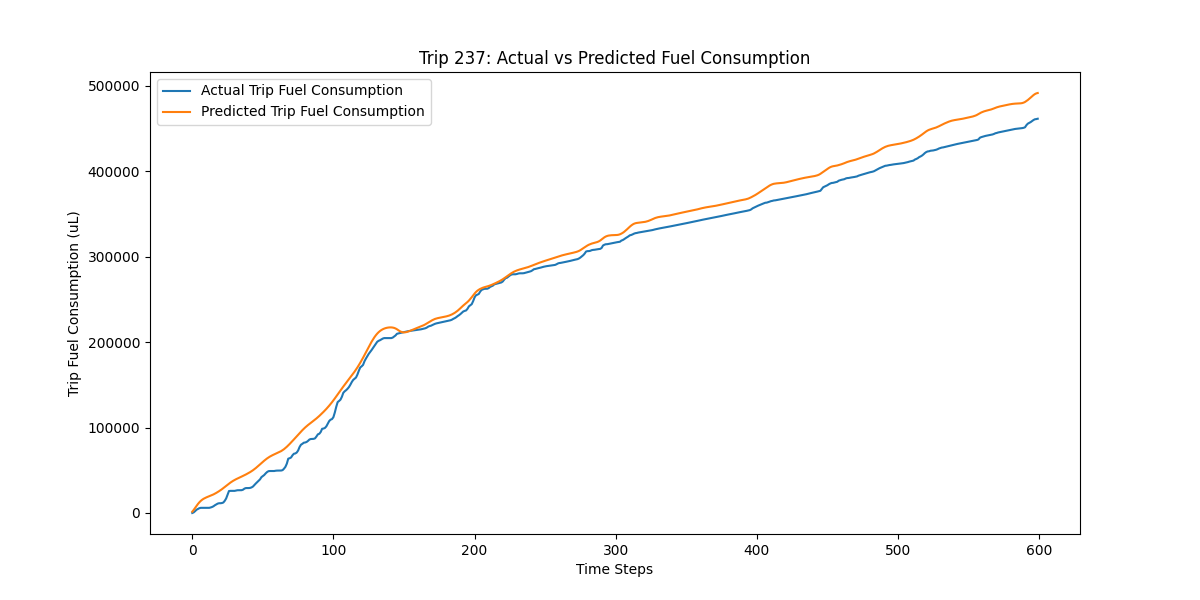 Trip 237: Actual vs Predicted Fuel Consumption
Actual Trip Fuel Consumption
Predicted Trip Fuel Consumption
Trip Fuel Consumption (uL)
500000
400000
300000
200000
100000
0
0 100 200 300 400 500 600
Time Steps